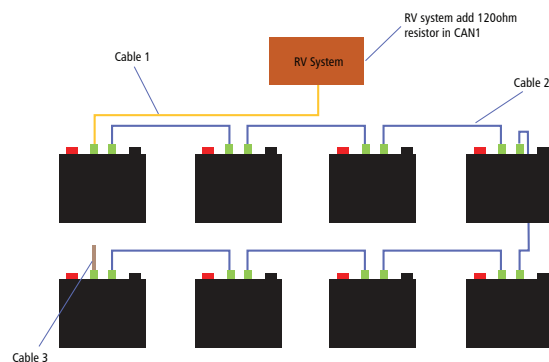 RV system add 120ohm
resistor in CAN1
Cable 1
RV System
Cable 2
Cable 3